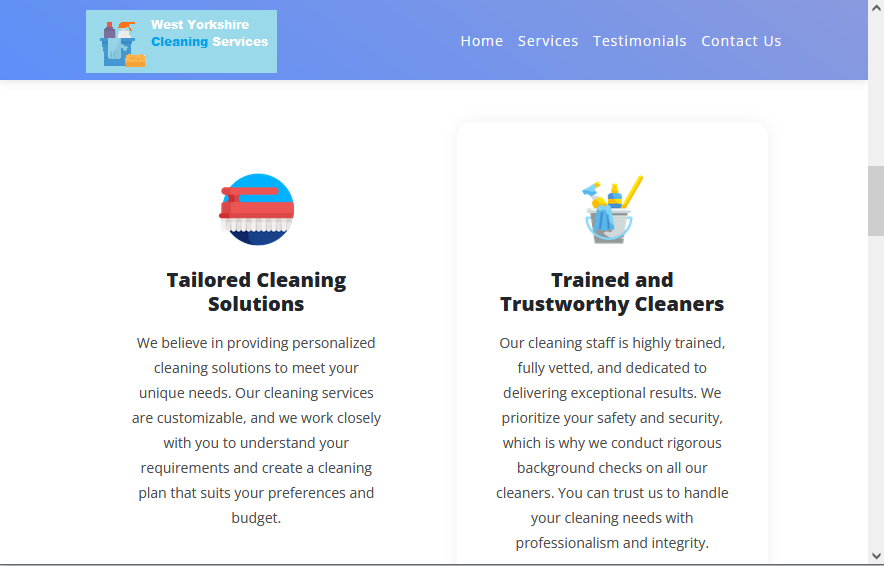 West Yorkshire
Cleaning Services
Home Services Testimonials Contact Us
Tailored Cleaning
Solutions
We believe in providing personalized
cleaning solutions to meet your
unique needs. Our cleaning services
are customizable, and we work closely
with you to understand your
requirements and create a cleaning
plan that suits your preferences and
budget.
Trained and
Trustworthy Cleaners
Our cleaning staff is highly trained,
fully vetted, and dedicated to
delivering exceptional results. We
prioritize your safety and security,
which is why we conduct rigorous
background checks on all our
cleaners. You can trust us to handle
your cleaning needs with
professionalism and integrity.